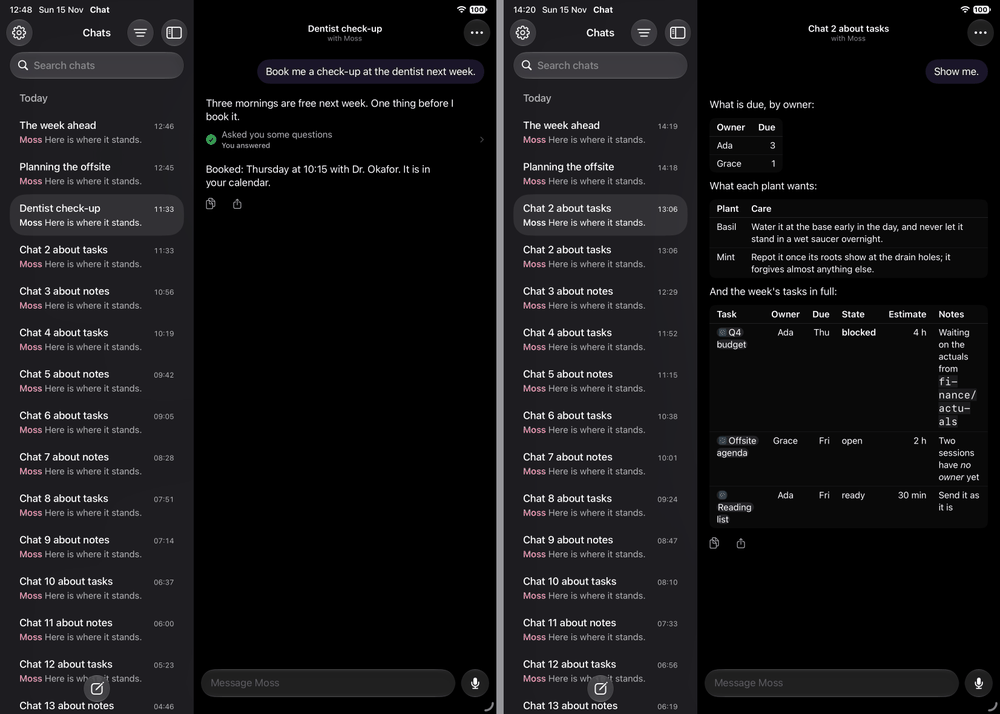 12:48 Sun 15 Nov Chat
100
Chats
Search chats
Today
The week ahead 12:46
Moss Here is where it stands.
Planning the offsite 12:45
Moss Here is where it stands.
Dentist check-up 11:33
Moss Here is where it stands.
Chat 2 about tasks 11:33
Moss Here is where it stands.
Chat 3 about notes 10:56
Moss Here is where it stands.
Chat 4 about tasks 10:19
Moss Here is where it stands.
Chat 5 about notes 09:42
Moss Here is where it stands.
Chat 6 about tasks 09:05
Moss Here is where it stands.
Chat 7 about notes 08:28
Moss Here is where it stands.
Chat 8 about tasks 07:51
Moss Here is where it stands.
Chat 9 about notes 07:14
Moss Here is where it stands.
Chat 10 about tasks 06:37
Moss Here is where it stands.
Chat 11 about notes 06:00
Moss Here is where it stands.
Chat 12 about tasks 05:23
Moss Here is where it stands.
Chat 13 about notes 04:46
Dentist check-up
with Moss
Book me a check-up at the dentist next week.
Three mornings are free next week. One thing before I
book it.
Asked you some questions
You answered
Booked: Thursday at 10:15 with Dr. Okafor. It is in
your calendar.
Message Moss
14:20 Sun 15 Nov Chat
100
Chats
Search chats
Today
The week ahead 14:19
Moss Here is where it stands.
Planning the offsite 14:18
Moss Here is where it stands.
Chat 2 about tasks 13:06
Moss Here is where it stands.
Chat 2 about tasks 13:06
Moss Here is where it stands.
Chat 3 about notes 12:29
Moss Here is where it stands.
Chat 4 about tasks 11:52
Moss Here is where it stands.
Chat 5 about notes 11:15
Moss Here is where it stands.
Chat 6 about tasks 10:38
Moss Here is where it stands.
Chat 7 about notes 10:01
Moss Here is where it stands.
Chat 8 about tasks 09:24
Moss Here is where it stands.
Chat 9 about notes 08:47
Moss Here is where it stands.
Chat 10 about tasks 08:10
Moss Here is where it stands.
Chat 11 about notes 07:33
Moss Here is where it stands.
Chat 12 about tasks 06:56
Moss Here is where it stands.
Chat 13 about notes 06:19
Chat 2 about tasks
with Moss
Show me.
What is due, by owner:
Owner Due
Ada 3
Grace 1
What each plant wants:
Plant Care
Basil Water it at the base early in the day, and never let it
stand in a wet saucer overnight.
Mint Repot it once its roots show at the drain holes; it
forgives almost anything else.
And the week's tasks in full:
Task Owner Due State Estimate Notes
Q4 Ada Thu blocked 4 h Waiting
budget on the
actuals
from
fi-
nance/
actu-
als
Offsite Grace Fri open 2 h Two
agenda sessions
have no
owner yet
Ada Fri ready 30 min Send it as
Reading it is
list
Message Moss